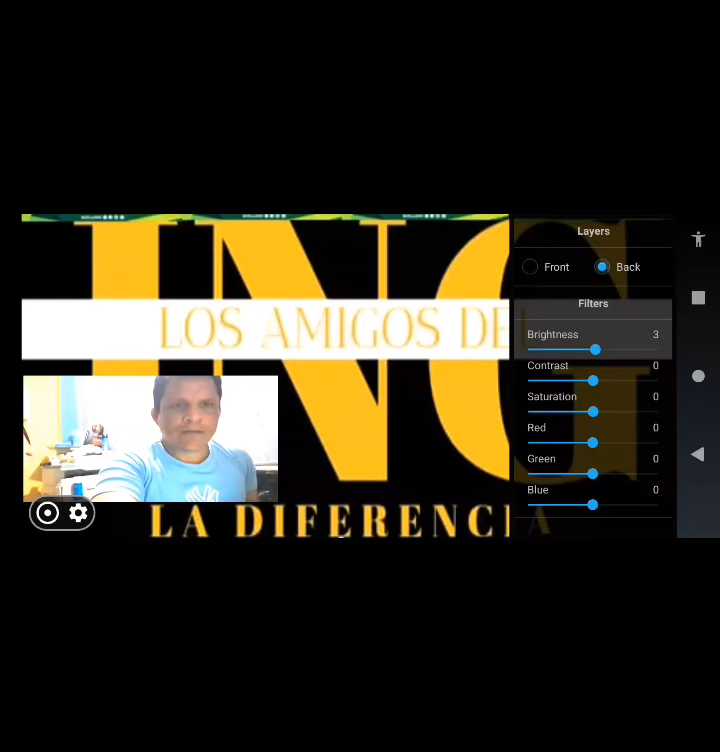 ING
LOS AMIGOS DE
LA DIFERENCIA
Layers
Front
Back
Filters
Brightness 3
Contrast 0
Saturation 0
Red 0
Green 0
Blue 0